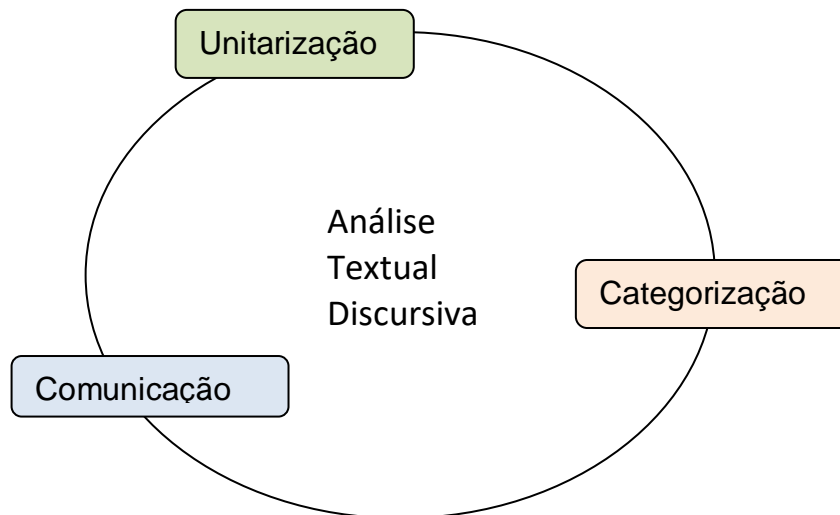 Unitarização
Análise
Textual
Discursiva
Categorização
Comunicação